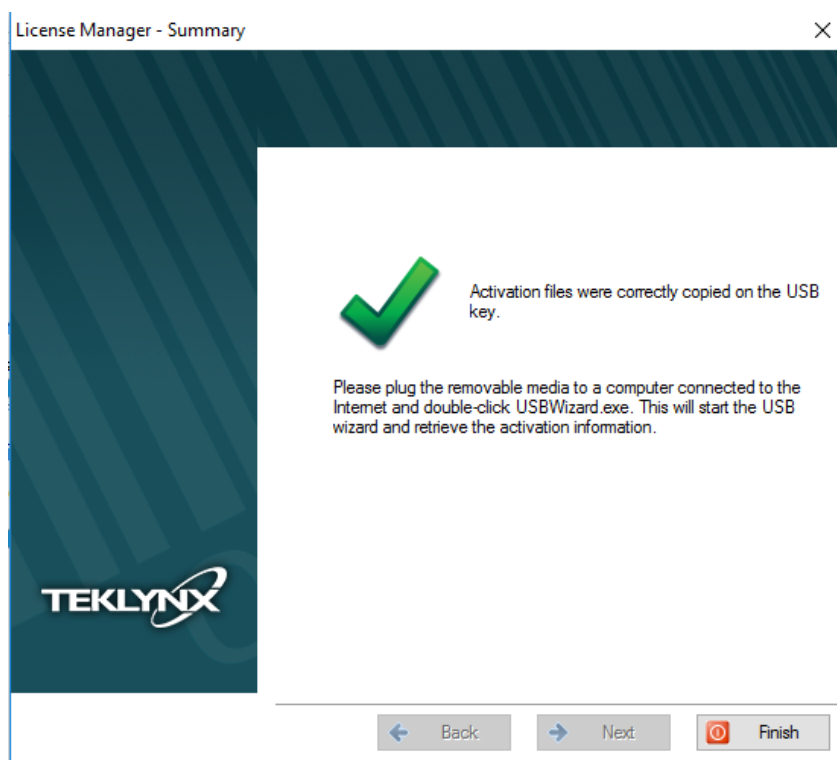 License Manager - Summary
Activation files were correctly copied on the USB
key.
Please plug the removable media to a computer connected to the
Internet and double-click USBWizard.exe. This will start the USB
wizard and retrieve the activation information.
TEKLYNX
Back Next Finish